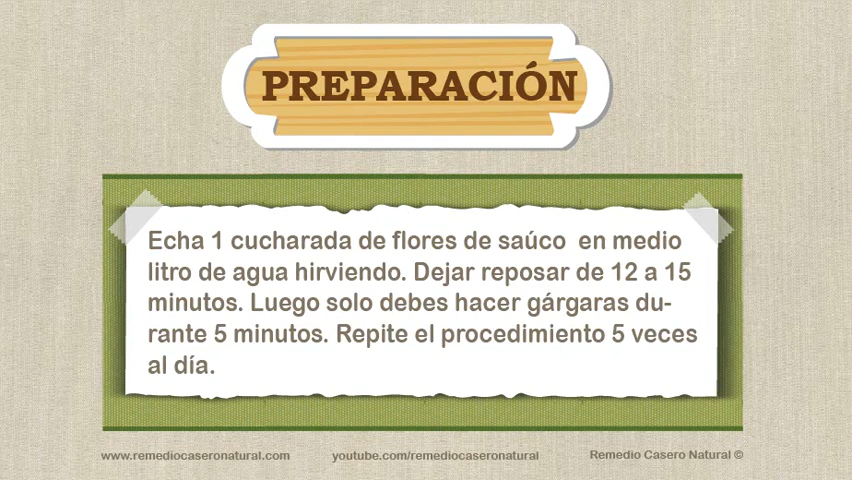 PREPARACIÓN
Echa 1 cucharada de flores de saúco en medio
litro de agua hirviendo. Dejar reposar de 12 a 15
minutos. Luego solo debes hacer gárgaras du-
rante 5 minutos. Repite el procedimiento 5 veces
al día.
www.remediocaseronatural.com youtube.com/remediocaseronatural Remedio Casero Natural ©